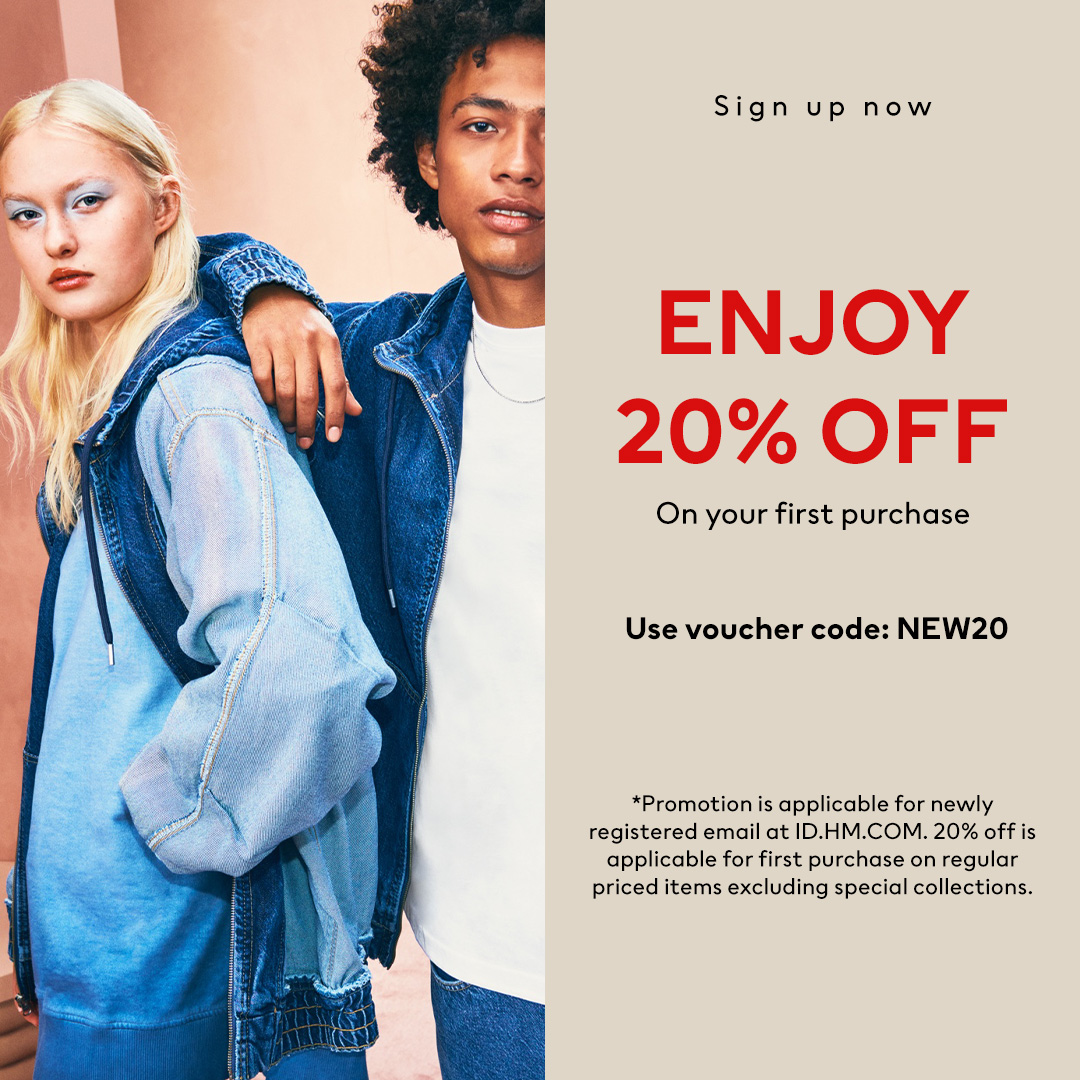 Sign up now
ENJOY
20% OFF
On your first purchase
Use voucher code: NEW20
*Promotion is applicable for newly
registered email at ID.HM.COM. 20% off is
applicable for first purchase on regular
priced items excluding special collections.